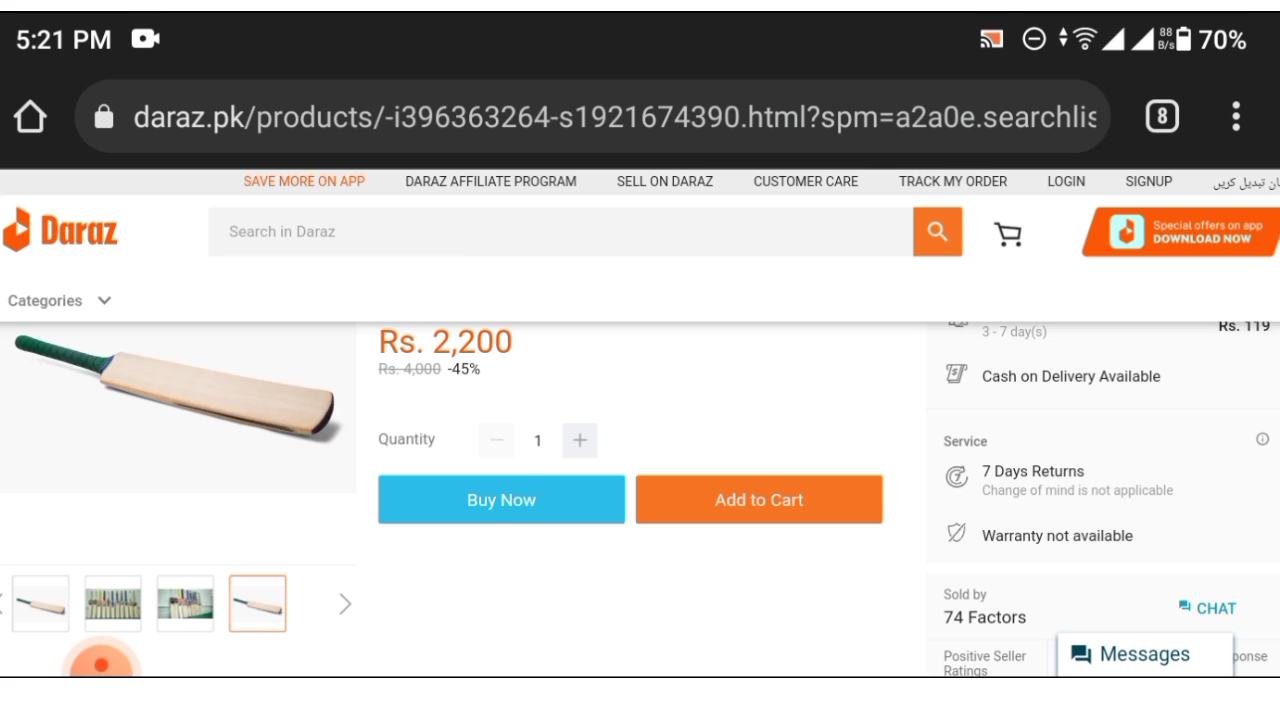 5:21 PM
88
B/s
70%
daraz.pk/products/-i396363264-s1921674390.html?spm=a2a0e.searchlis
8
SAVE MORE ON APP DARAZ AFFILIATE PROGRAM SELL ON DARAZ CUSTOMER CARE TRACK MY ORDER LOGIN SIGNUP تبدیل کریں
Daraz
Search in Daraz
Special offers on app
DOWNLOAD NOW
Categories
Rs. 2,200
Rs. 4,000 -45%
Quantity
1
Buy Now
Add to Cart
3 - 7 day(s)
Rs. 119
Cash on Delivery Available
Service
7 Days Returns
Change of mind is not applicable
Warranty not available
Sold by
74 Factors
CHAT
Positive Seller
Ratings
Messages
ponse